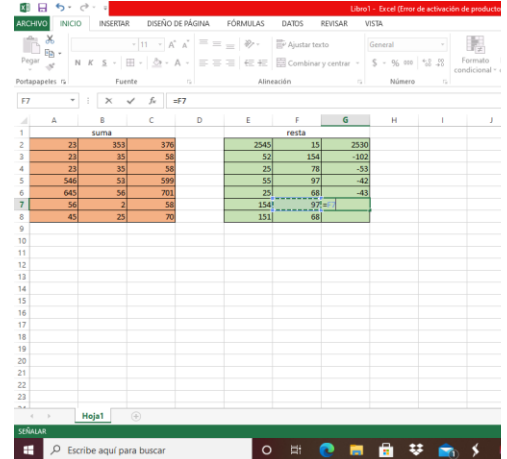 Libro1 - Excel (Error de activación de producto
ARCHIVO INICIO INSERTAR DISEÑO DE PÁGINA FÓRMULAS DATOS REVISAR VISTA
Pegar
N K S
11
Ajustar texto
Combinar y centrar
General
$ % 000
Formato
condicional
Portapapeles Fuente Alineación Número
F7 fx =F7
A B C D E F G H I J
1 suma resta
2 23 353 376 2545 15 2530
3 23 35 58 52 154 -102
4 23 35 58 25 78 -53
5 546 53 599 55 97 -42
6 645 56 701 25 68 -43
7 56 2 58 154 97 =F7
8 45 25 70 151 68
9
10
11
12
13
14
15
16
17
18
19
20
21
22
23
Hoja1
SEÑALAR
Escribe aquí para buscar